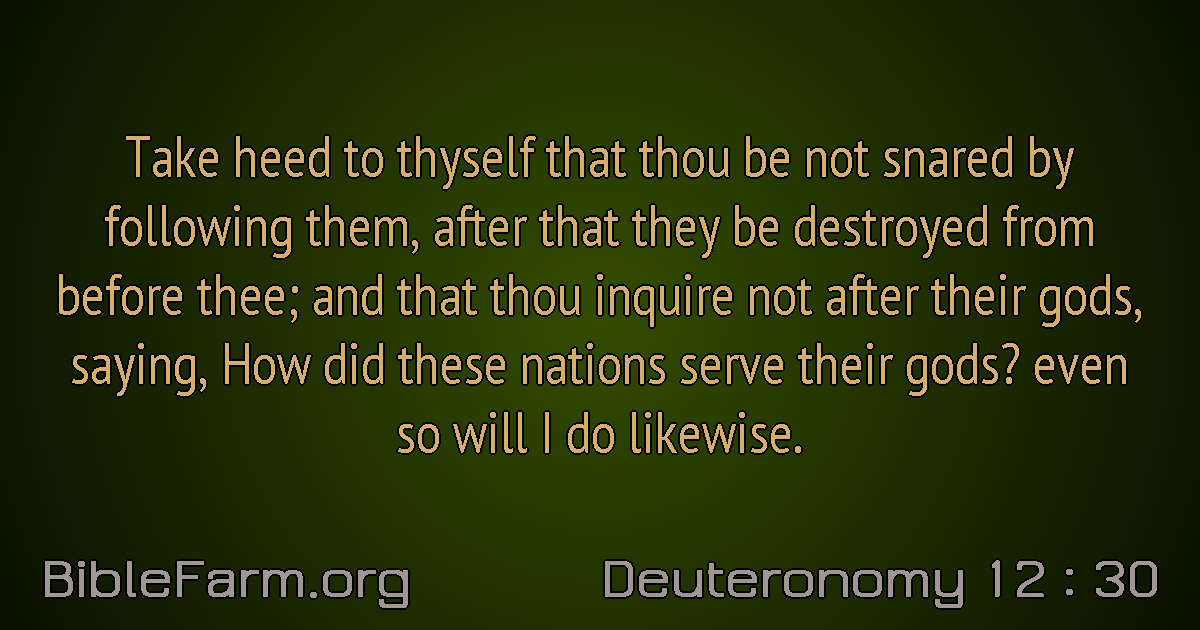 Take heed to thyself that thou be not snared by
following them, after that they be destroyed from
before thee; and that thou inquire not after their gods,
saying, How did these nations serve their gods? even
so will I do likewise.
BibleFarm.org
Deuteronomy 12 : 30